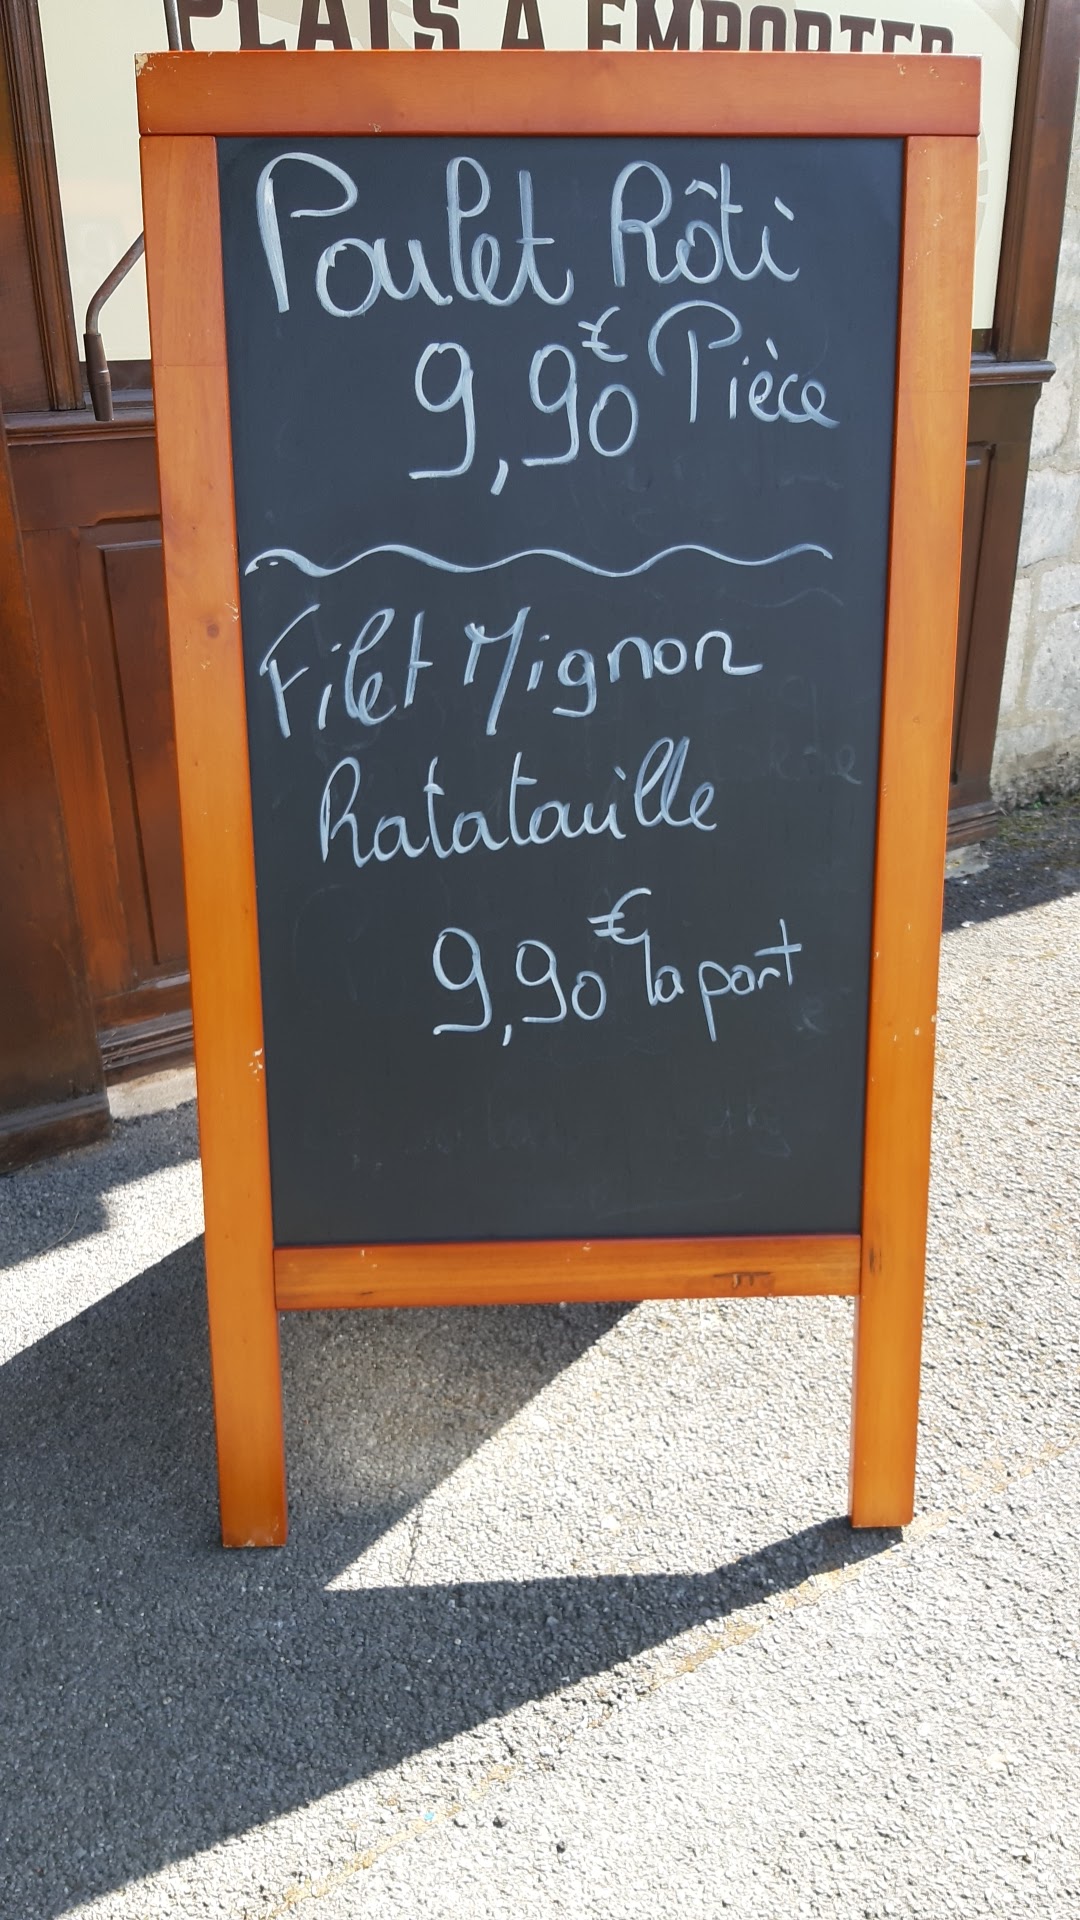 PLATS A EMPORTER
Poulet Rôti
9,90€ Pièce
Filet Mignon
Ratatouille
9,90€ la part